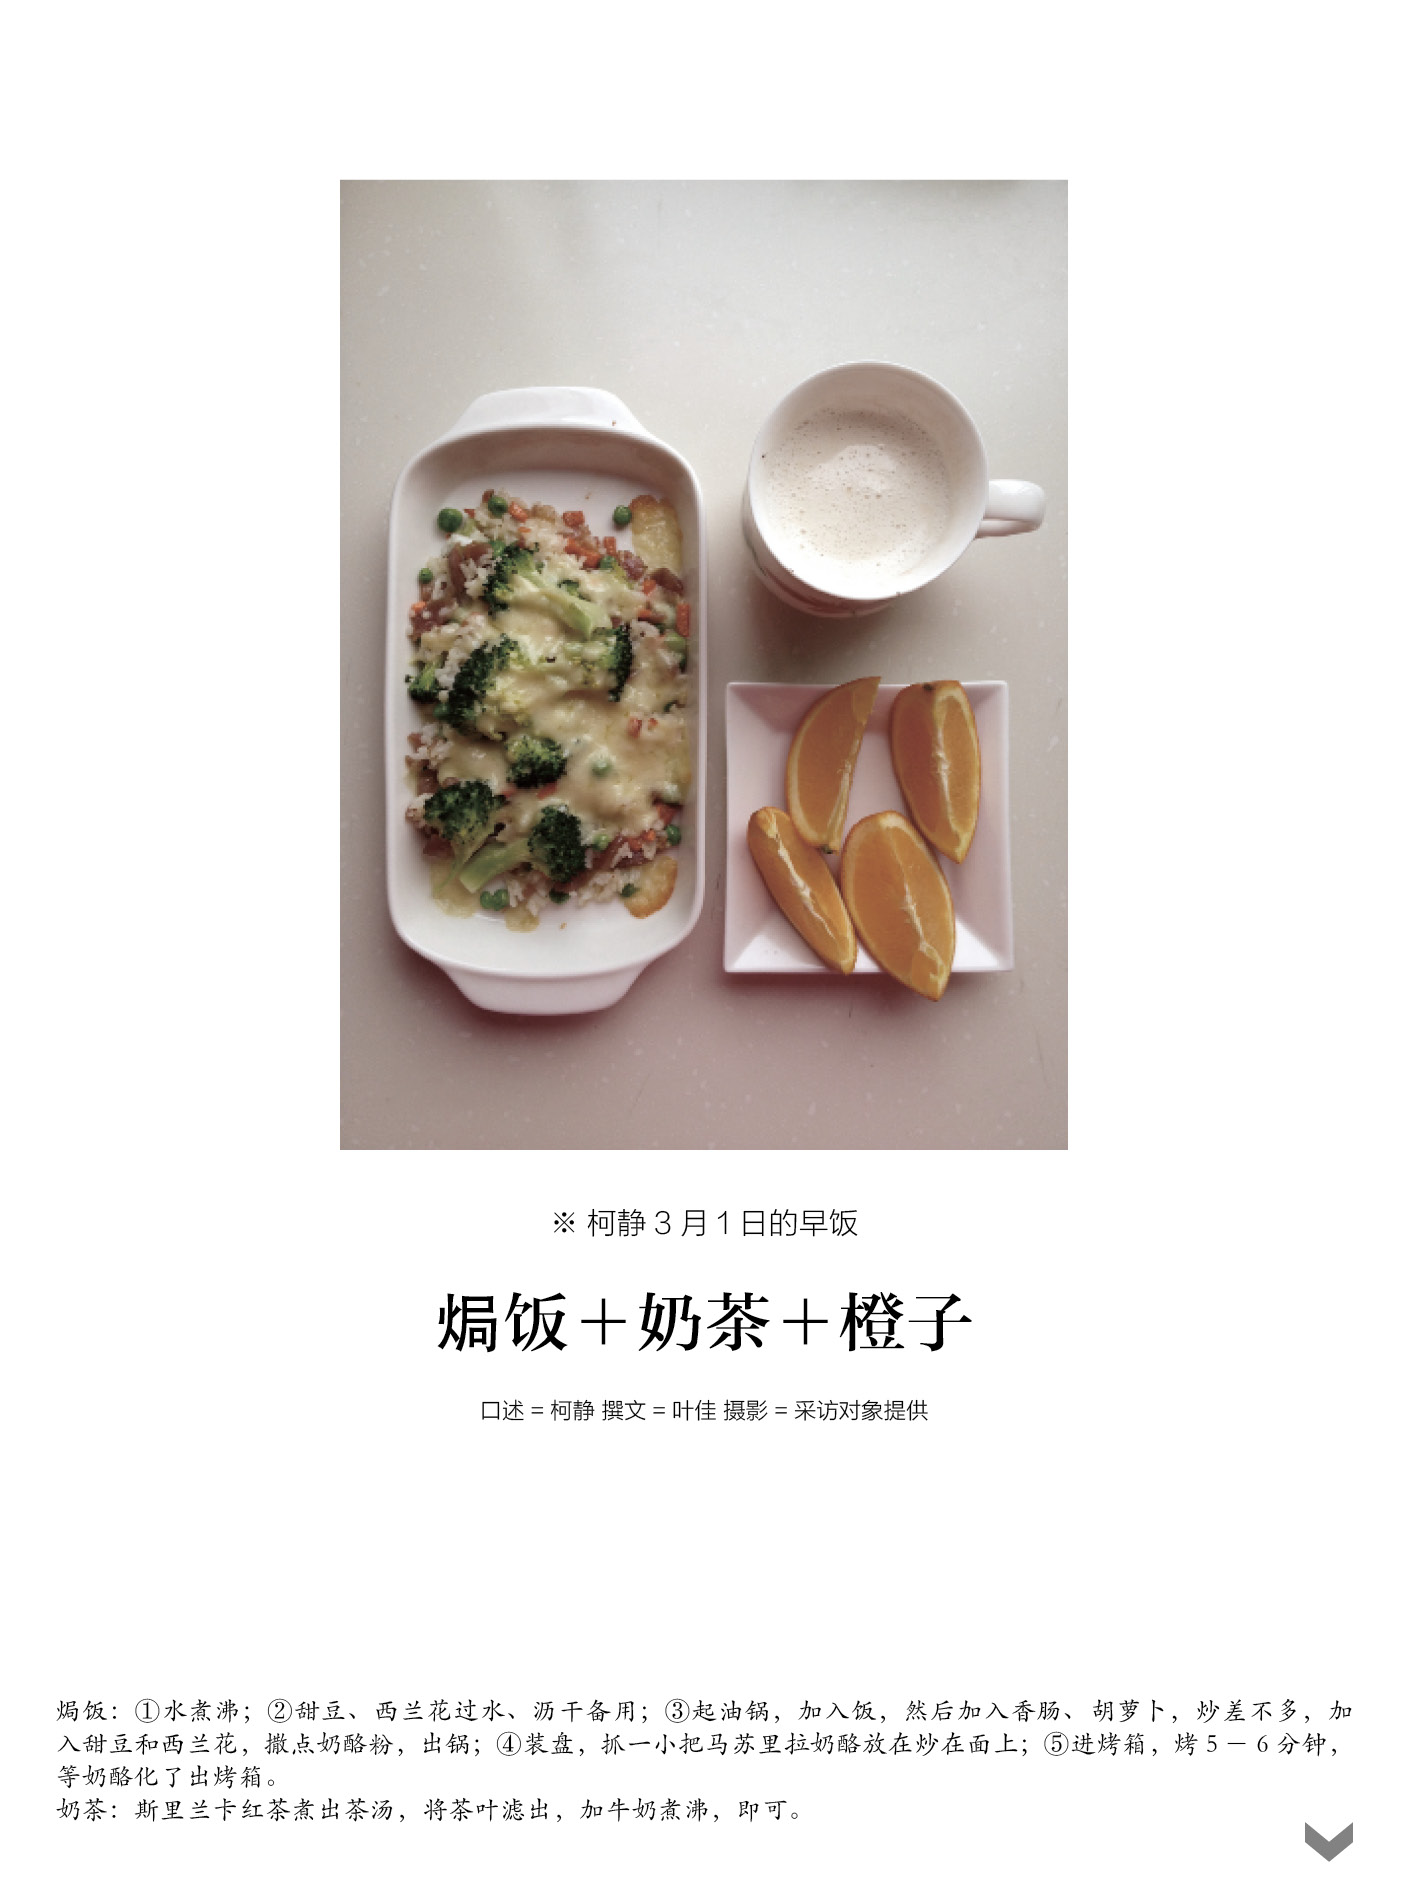 ※ 柯静 3 月 1 日的早饭
焗饭＋奶茶＋橙子
口述 = 柯静 撰文 = 叶佳 摄影 = 采访对象提供
焗饭：①水煮沸；②甜豆、西兰花过水、沥干备用；③起油锅，加入饭，然后加入香肠、胡萝卜，炒差不多，加
入甜豆和西兰花，撒点奶酪粉，出锅；④装盘，抓一小把马苏里拉奶酪放在炒在面上；⑤进烤箱，烤 5 － 6 分钟，
等奶酪化了出烤箱。
奶茶：斯里兰卡红茶煮出茶汤，将茶叶滤出，加牛奶煮沸，即可。